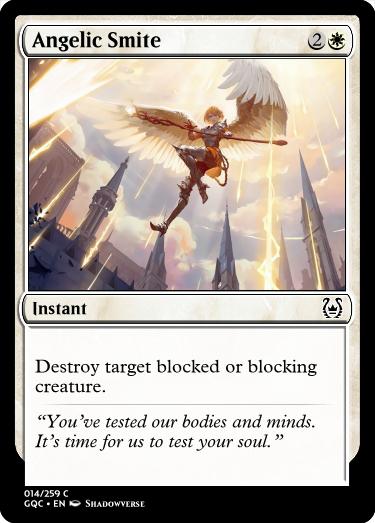 Angelic Smite 2
Instant
Destroy target blocked or blocking
creature.
“You’ve tested our bodies and minds.
It’s time for us to test your soul.”
014/259 C
GQC • EN Shadowverse